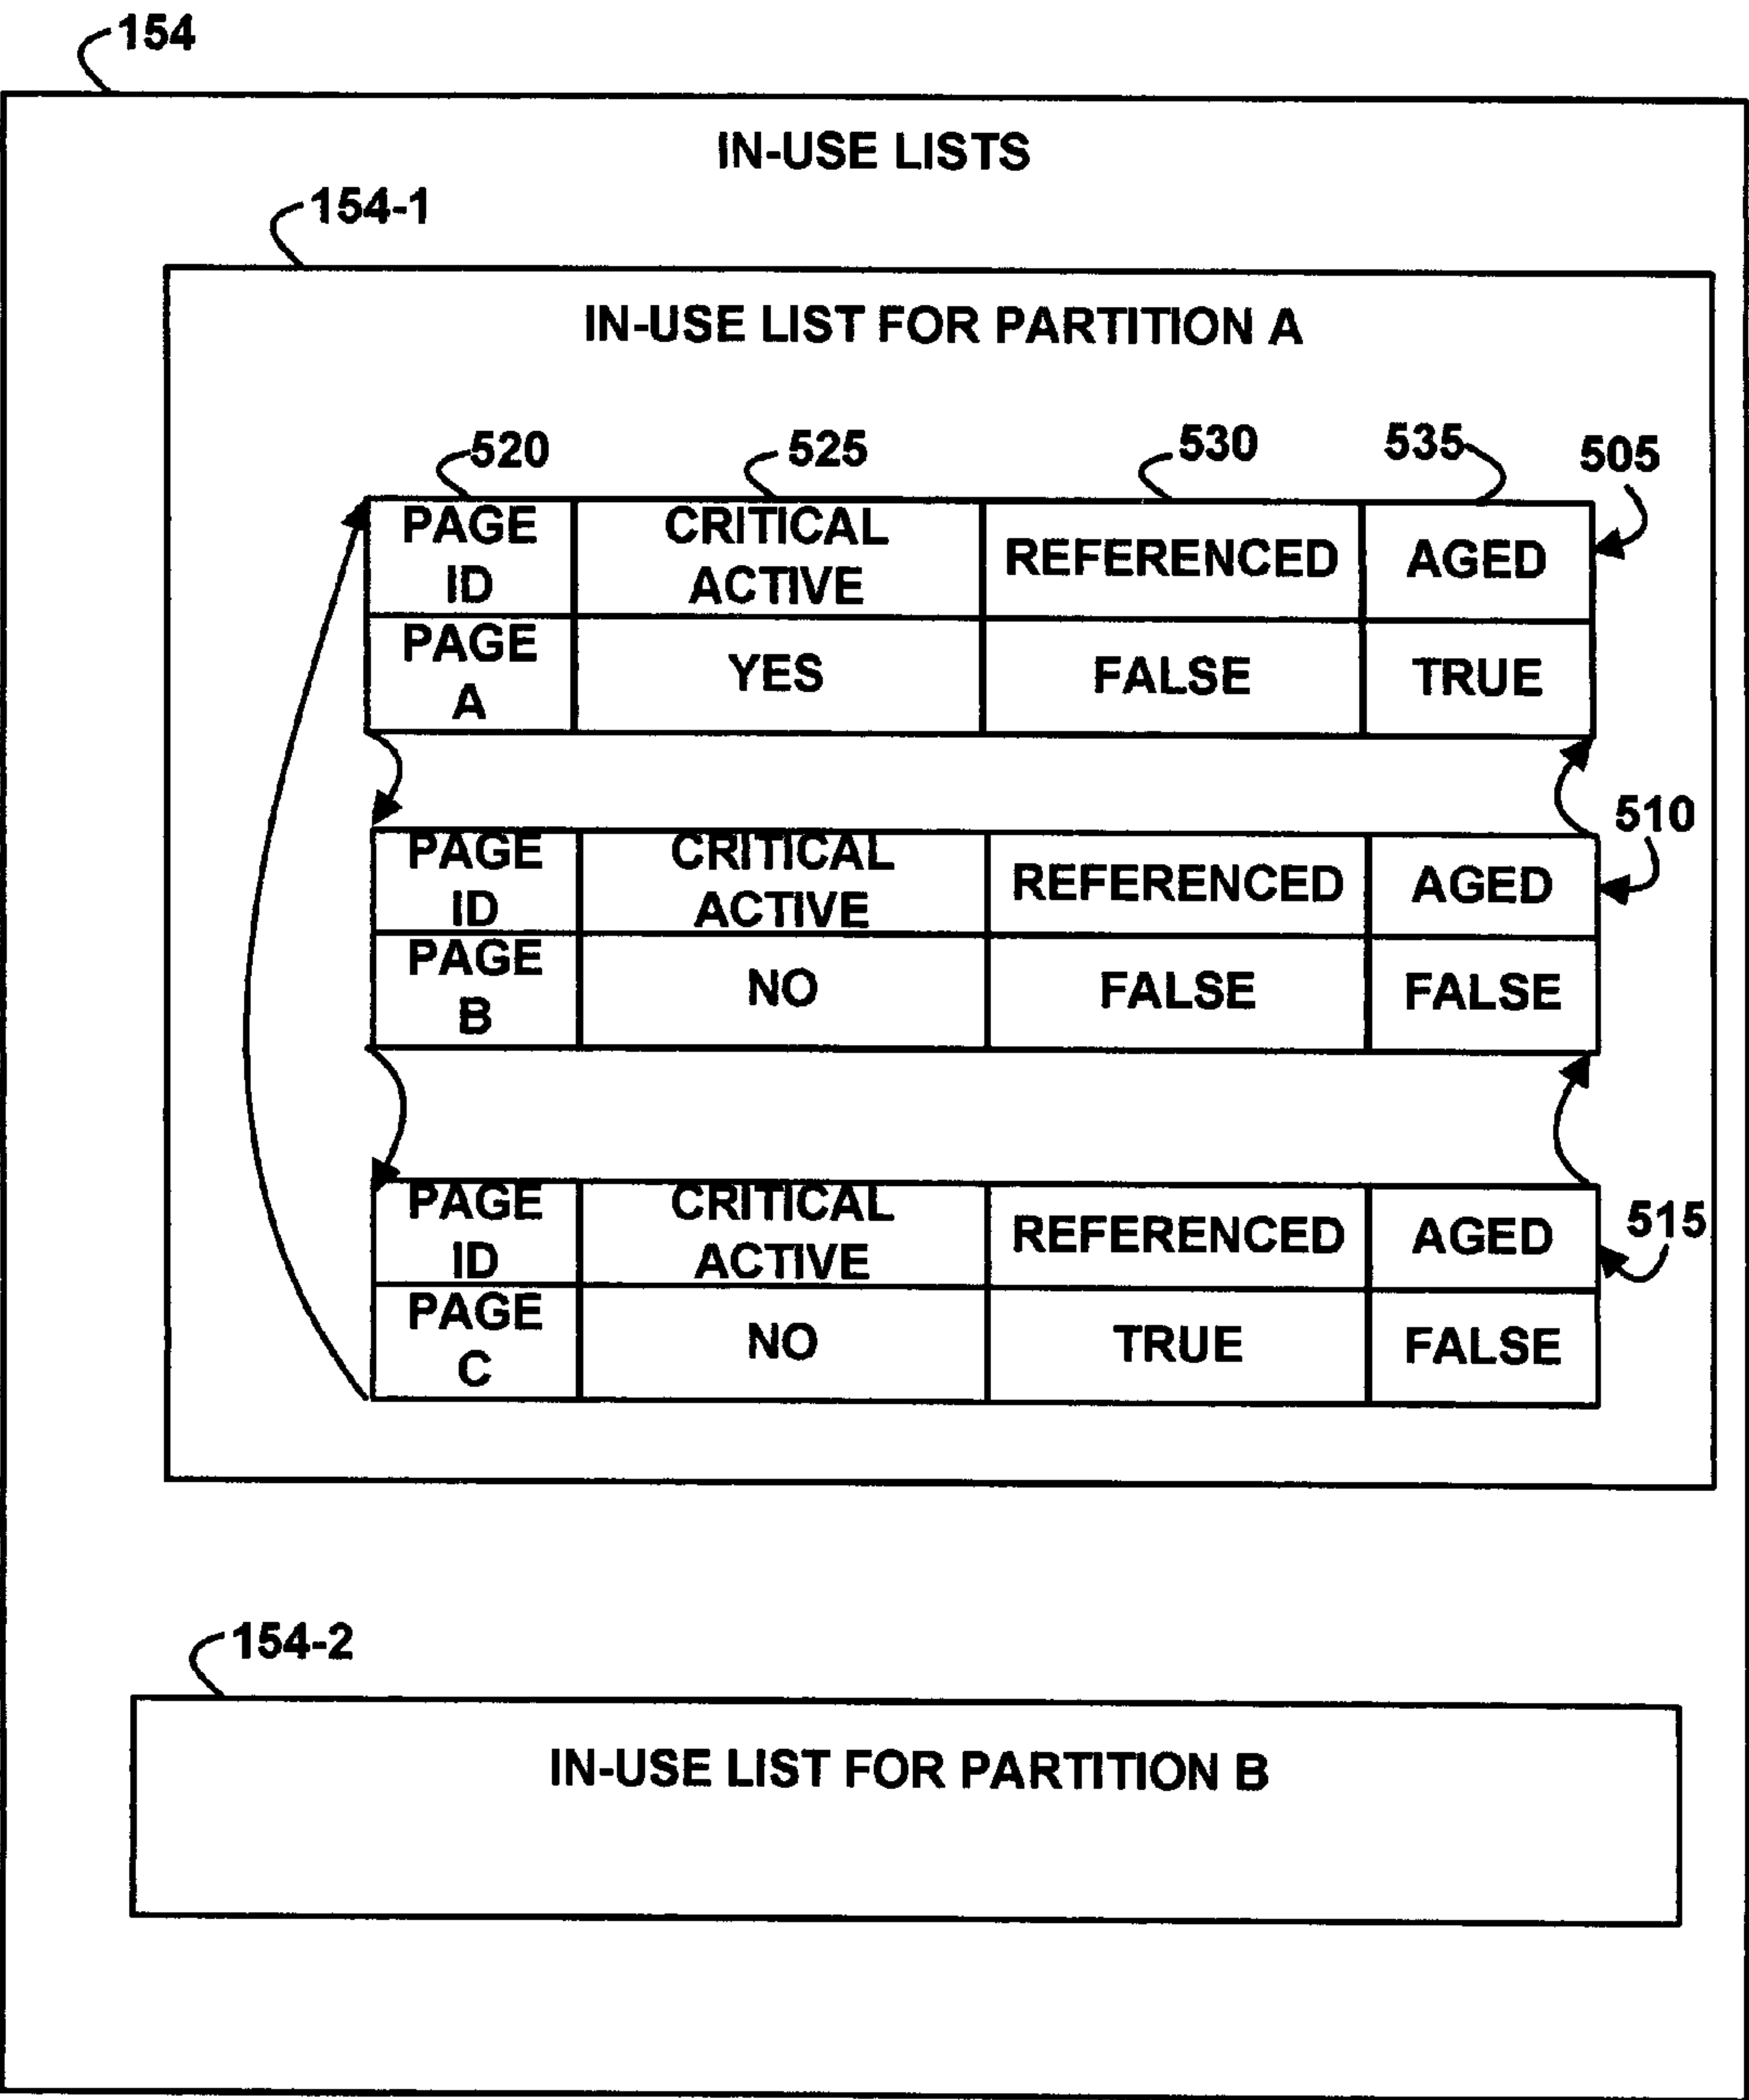 154
IN-USE LISTS
154-1
IN-USE LIST FOR PARTITION A
520 525 530 535 505
PAGE ID CRITICAL ACTIVE REFERENCED AGED
PAGE A YES FALSE TRUE
510
PAGE ID CRITICAL ACTIVE REFERENCED AGED
PAGE B NO FALSE FALSE
515
PAGE ID CRITICAL ACTIVE REFERENCED AGED
PAGE C NO TRUE FALSE
154-2
IN-USE LIST FOR PARTITION B